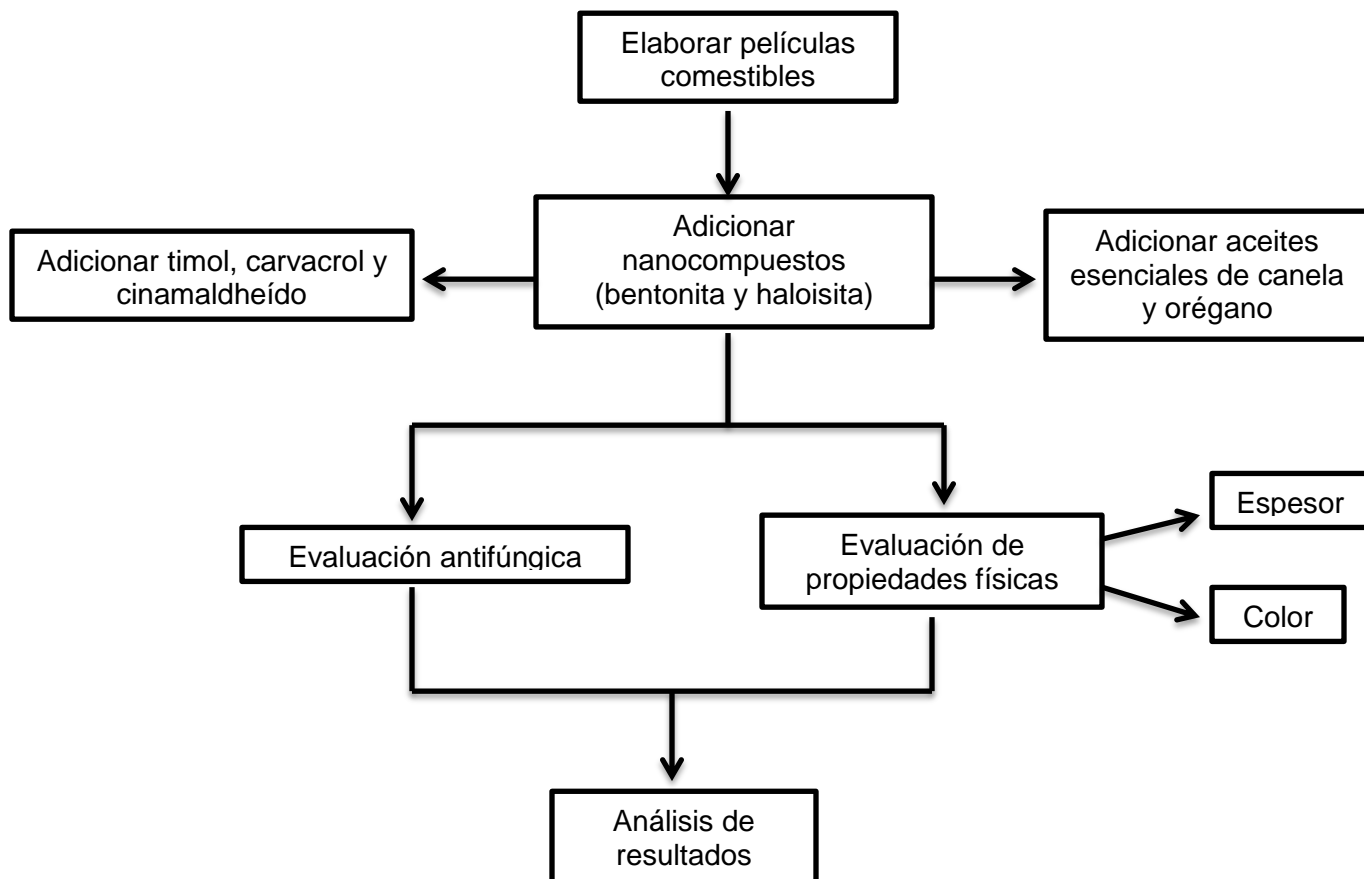 Elaborar películas
comestibles
Adicionar timol, carvacrol y
cinamaldheído
Adicionar
nanocompuestos
(bentonita y haloisita)
Adicionar aceites
esenciales de canela
y orégano
Evaluación antifúngica
Evaluación de
propiedades físicas
Espesor
Color
Análisis de
resultados